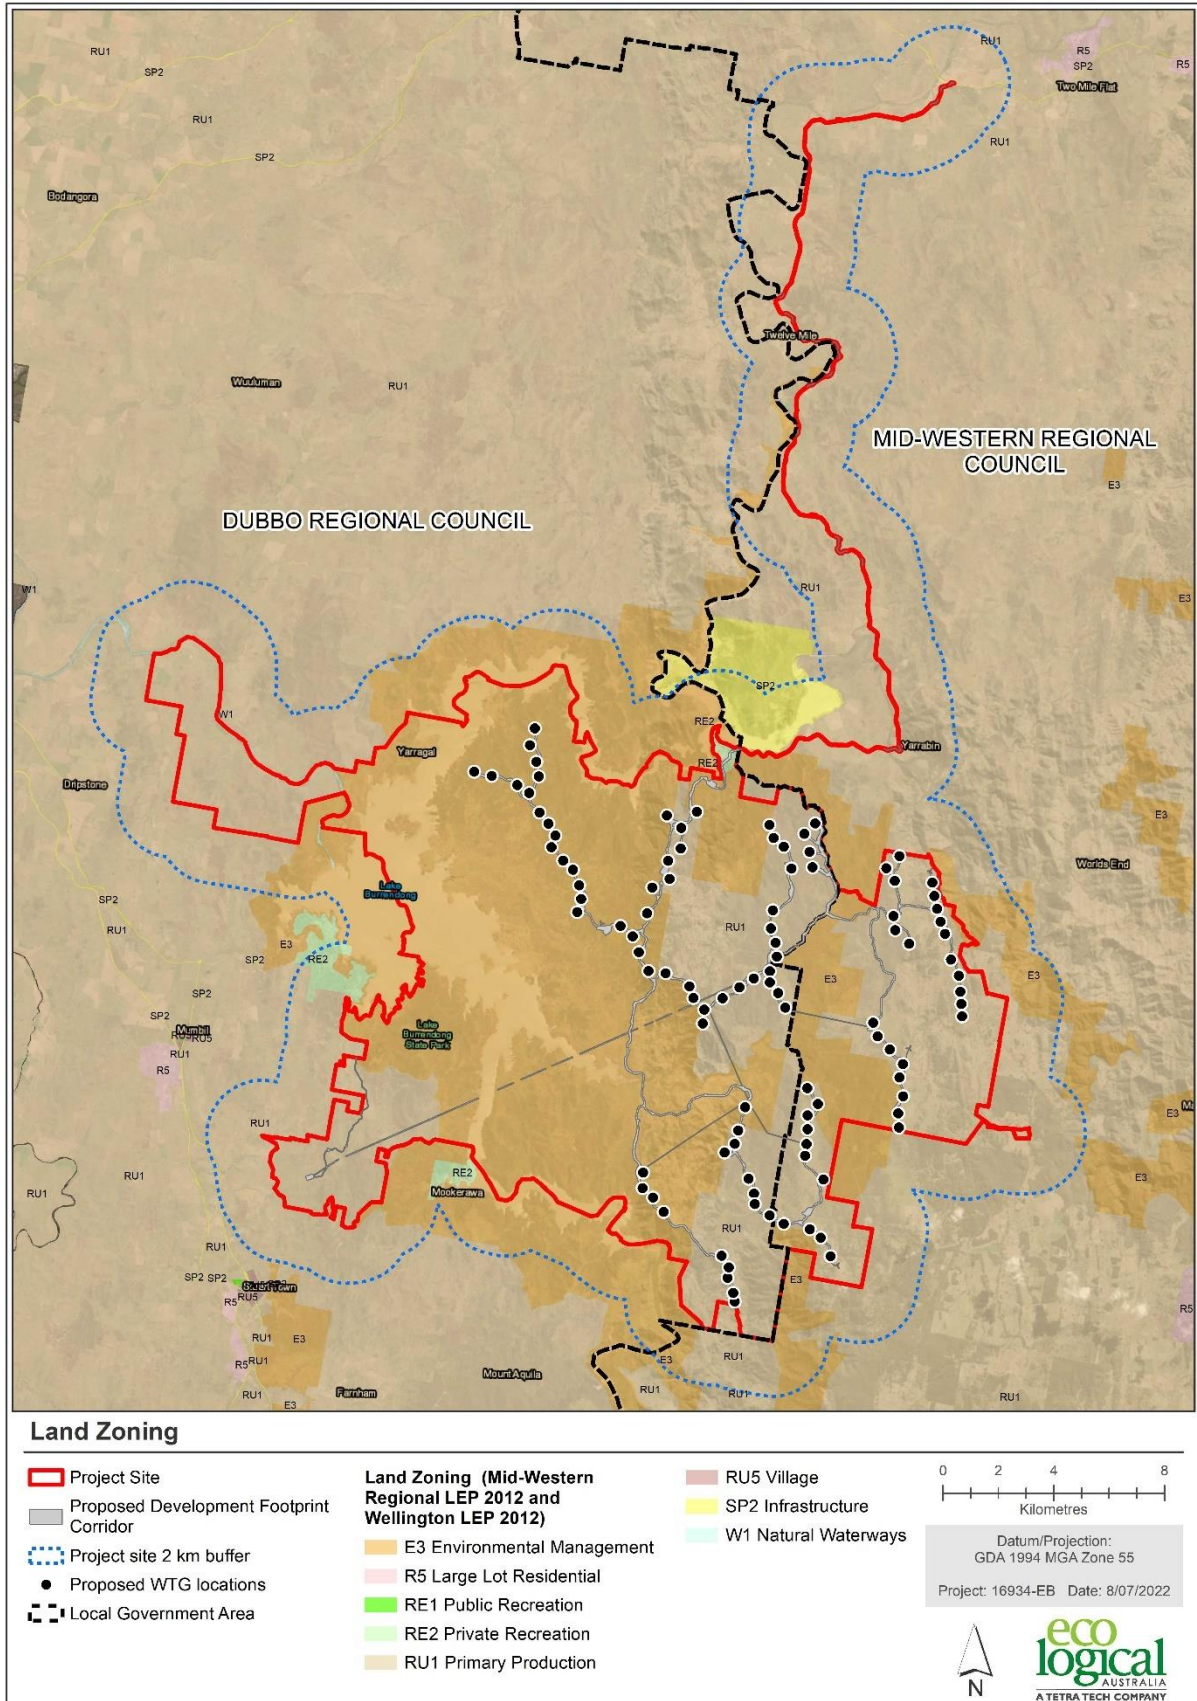 RU1
RU1
R5
SP2
SP2
R5
Two Mile Flat
RU1
RU1
SP2
Bodangora
Twelve Mile
Wuuluman
RU1
MID-WESTERN REGIONAL
COUNCIL
E3
DUBBO REGIONAL COUNCIL
W1
RU1
E3
SP2
W1
RE2
Yarragal
Yarrabin
RE2
Dripstone
E3
Worlds End
Lake
Burrendong
SP2
RU1
RU1
E3
RE2
SP2
E3
E3
SP2
SP2
Mumbil
RU5
RU5
RU1
R5
Lake
Burrendong
State Park
E3
RU1
RU1
RE2
E3
RU1
Mookerawa
RU1
RU1
SP2
SP2
Stuart Town
RU5
R5
E3
RU1
E3
R5
RU1
E3
RU1
Mount Aquila
RU1
Farnham
RU1
RU1
RU1
E3
Land Zoning
Project Site
Proposed Development Footprint
Corridor
Project site 2 km buffer
Proposed WTG locations
Local Government Area
Land Zoning (Mid-Western
Regional LEP 2012 and
Wellington LEP 2012)
E3 Environmental Management
R5 Large Lot Residential
RE1 Public Recreation
RE2 Private Recreation
RU1 Primary Production
RU5 Village
SP2 Infrastructure
W1 Natural Waterways
0 2 4 8
Kilometres
Datum/Projection:
GDA 1994 MGA Zone 55
Project: 16934-EB Date: 8/07/2022
N
eco
logical
AUSTRALIA
A TETRA TECH COMPANY